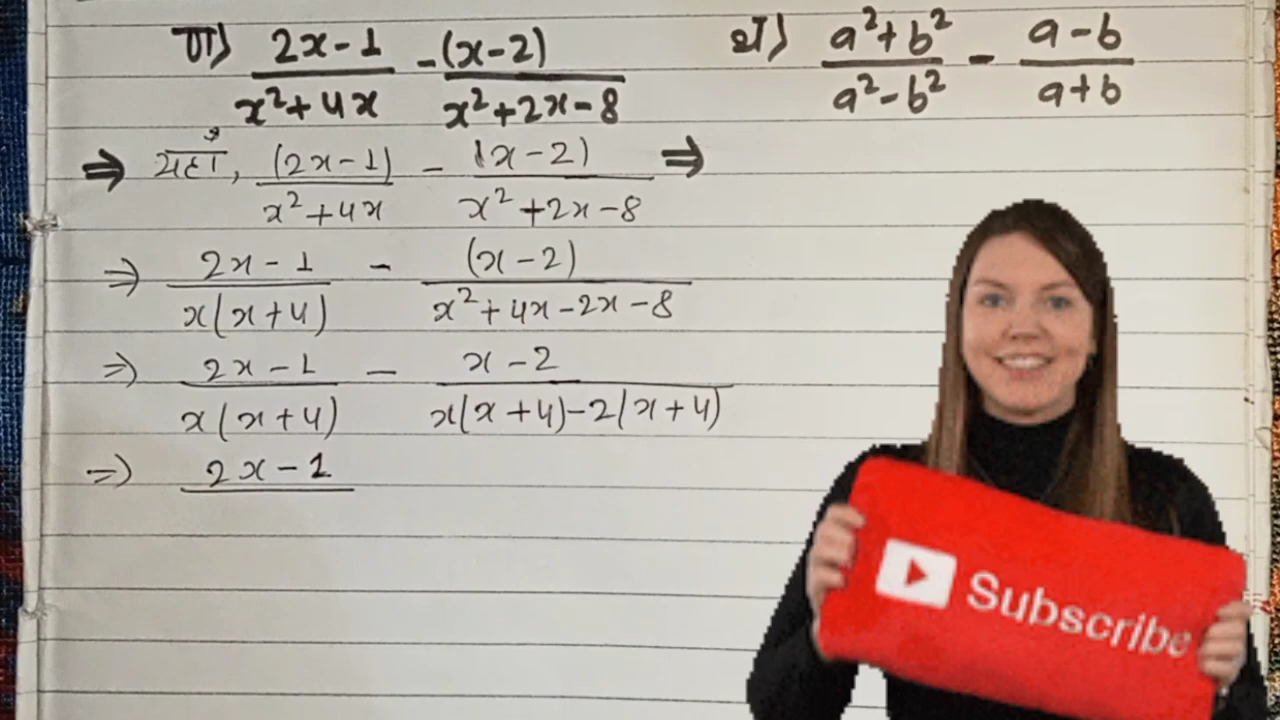 ण) (2x-1)/(x²+4x) - (x-2)/(x²+2x-8)
थ) (a²+b²)/(a²-b²) - (a-b)/(a+b)
⇒ यहाँ, (2x-1)/(x²+4x) - (x-2)/(x²+2x-8) ⇒
⇒ (2x-1)/(x(x+4)) - (x-2)/(x²+4x-2x-8)
⇒ (2x-1)/(x(x+4)) - (x-2)/(x(x+4)-2(x+4))
⇒ 2x-1
Subscribe